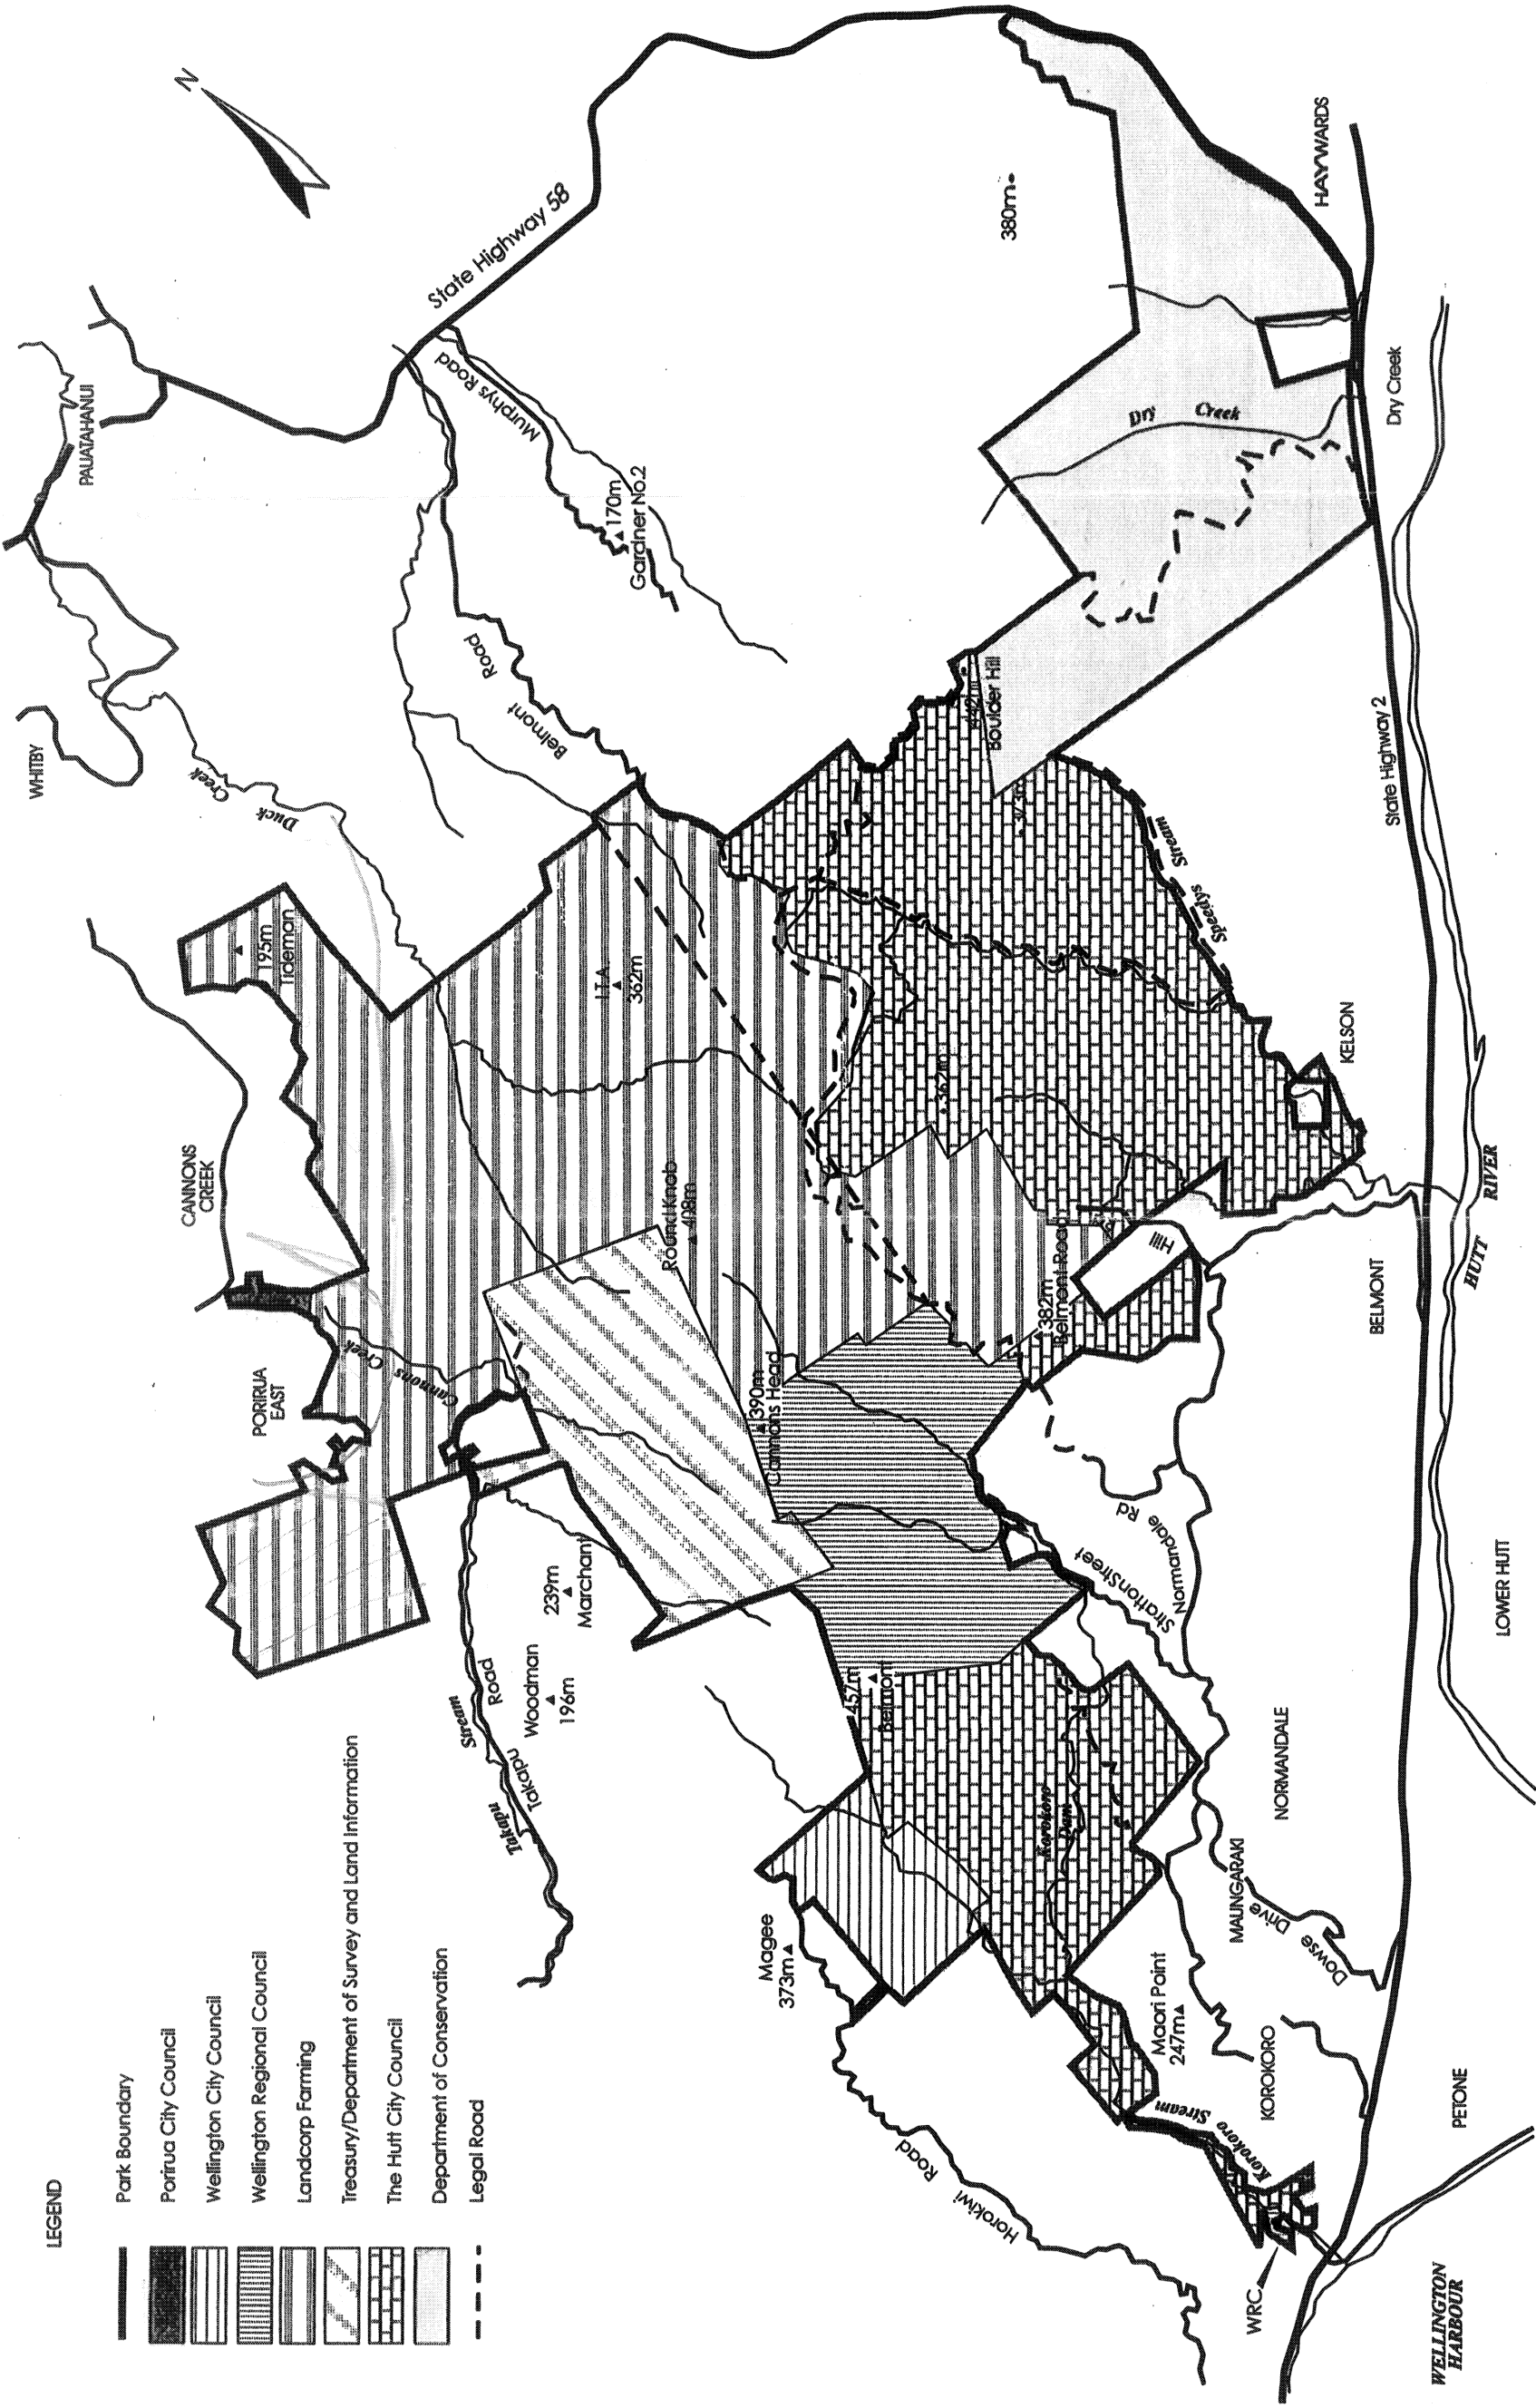 LEGEND
Park Boundary
Porirua City Council
Wellington City Council
Wellington Regional Council
Landcorp Farming
Treasury/Department of Survey and Land Information
The Hutt City Council
Department of Conservation
Legal Road
N
WHITBY
PAUATAHANUI
State Highway 58
Murphys Road
170m
Gardner No.2
Belmont
Road
Duck
Creek
CANNONS
CREEK
195m
Tideman
PORIRUA
EAST
Cannons
Creek
I.T.A.
362m
Round Knob
408m
390m
Cannons Head
239m
Marchant
Woodman
196m
Takapu
Stream
Takapu
Road
457m
Belmont
Magee
373m
Horokiwi
Road
Korokoro
Dam
Maori Point
247m
Korokoro
Stream
KOROKORO
WRC
WELLINGTON
HARBOUR
PETONE
MAUNGARAKI
Dowse
Drive
NORMANDALE
LOWER HUTT
Stratton Street
Normandale
Normandale Rd
382m
Belmont Road
Hill
BELMONT
HUTT
RIVER
KELSON
Speedys
Stream
Boulder Hill
State Highway 2
Dry
Creek
Dry Creek
380m
HAYWARDS